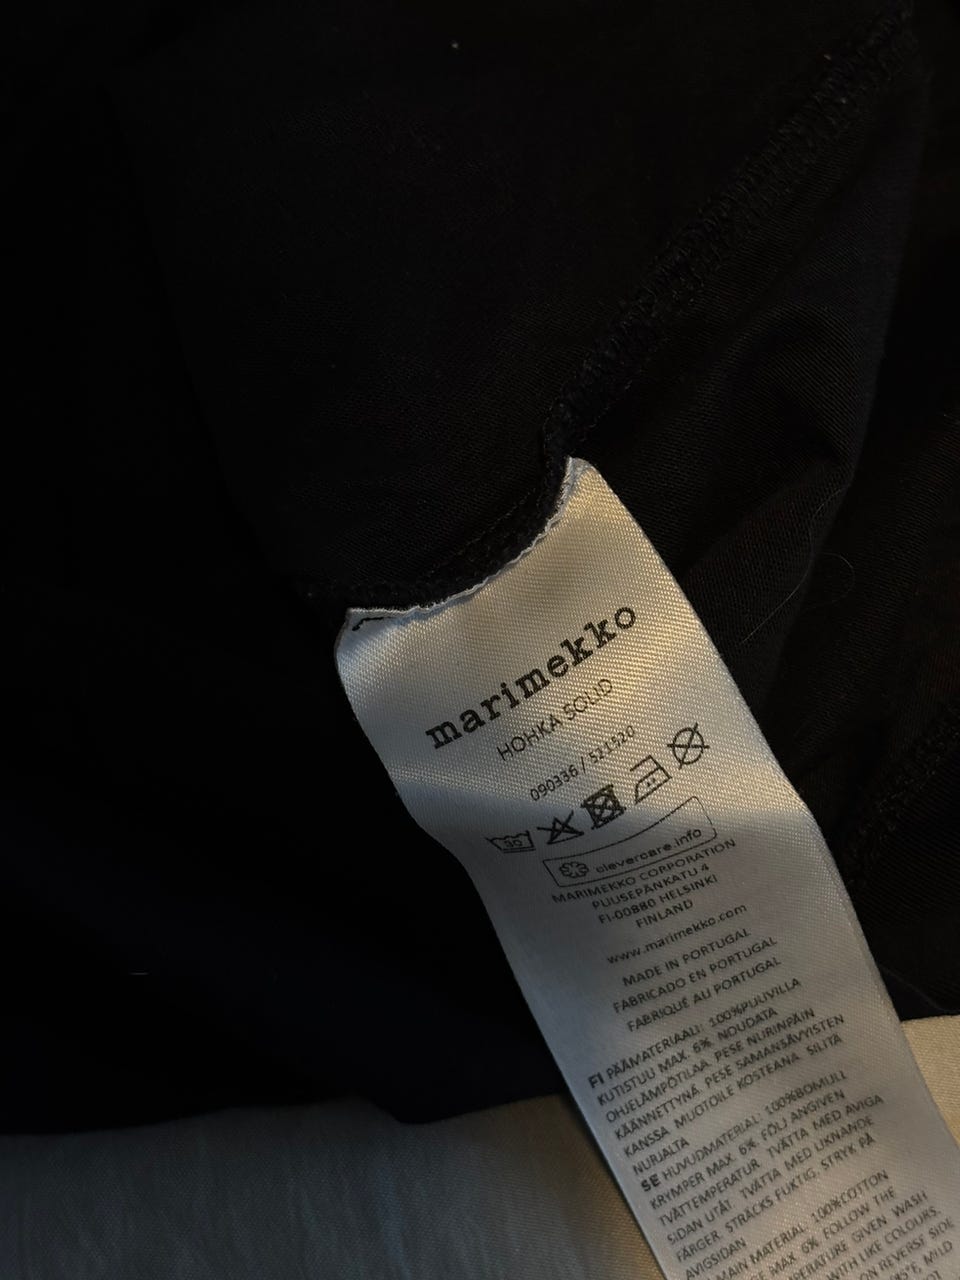 marimekko
HOHKA SOLID
090336 / 521520
30
clevercare.info
MARIMEKKO CORPORATION
PUUSEPÄNKATU 4
FI-00880 HELSINKI
FINLAND
www.marimekko.com
MADE IN PORTUGAL
FABRICADO EN PORTUGAL
FABRIQUÉ AU PORTUGAL
FI PÄÄMATERIAALI: 100%PUUVILLA
KUTISTUU MAX. 6% NOUDATA
OHJELÄMPÖTILAA. PESE NURINPÄIN
KÄÄNNETTYNÄ. PESE SAMANSÄVYISTEN
KANSSA MUOTOILE KOSTEANA. SILITÄ
NURJALTA
SE HUVUDMATERIAL: 100%BOMULL
KRYMPER MAX. 6% FÖLJ ANGIVEN
TVÄTTEMPERATUR TVÄTTA MED AVIGA
SIDAN UTÅT. TVÄTTA MED LIKNANDE
FÄRGER. STRÄCKS FUKTIG. STRYK PÅ
AVIGSIDAN
MAIN MATERIAL: 100%COTTON
MAX. 6% FOLLOW THE
GIVEN WASH
WITH LIKE COLOURS.
ON REVERSE SIDE
MILD